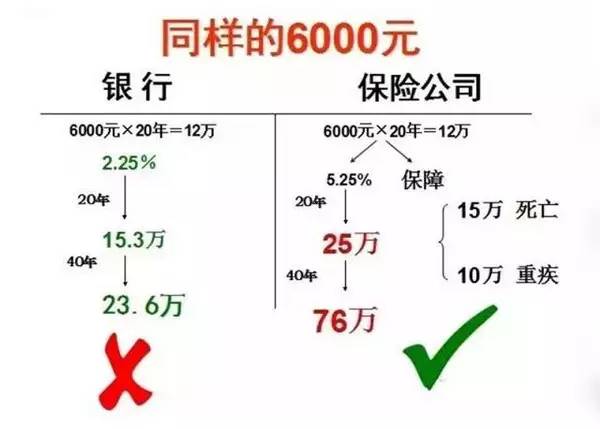 同样的6000元
银行
保险公司
6000元×20年=12万
2.25%
20年
15.3万
40年
23.6万
6000元×20年=12万
5.25%
保障
20年
25万
40年
76万
15万 死亡
10万 重疾